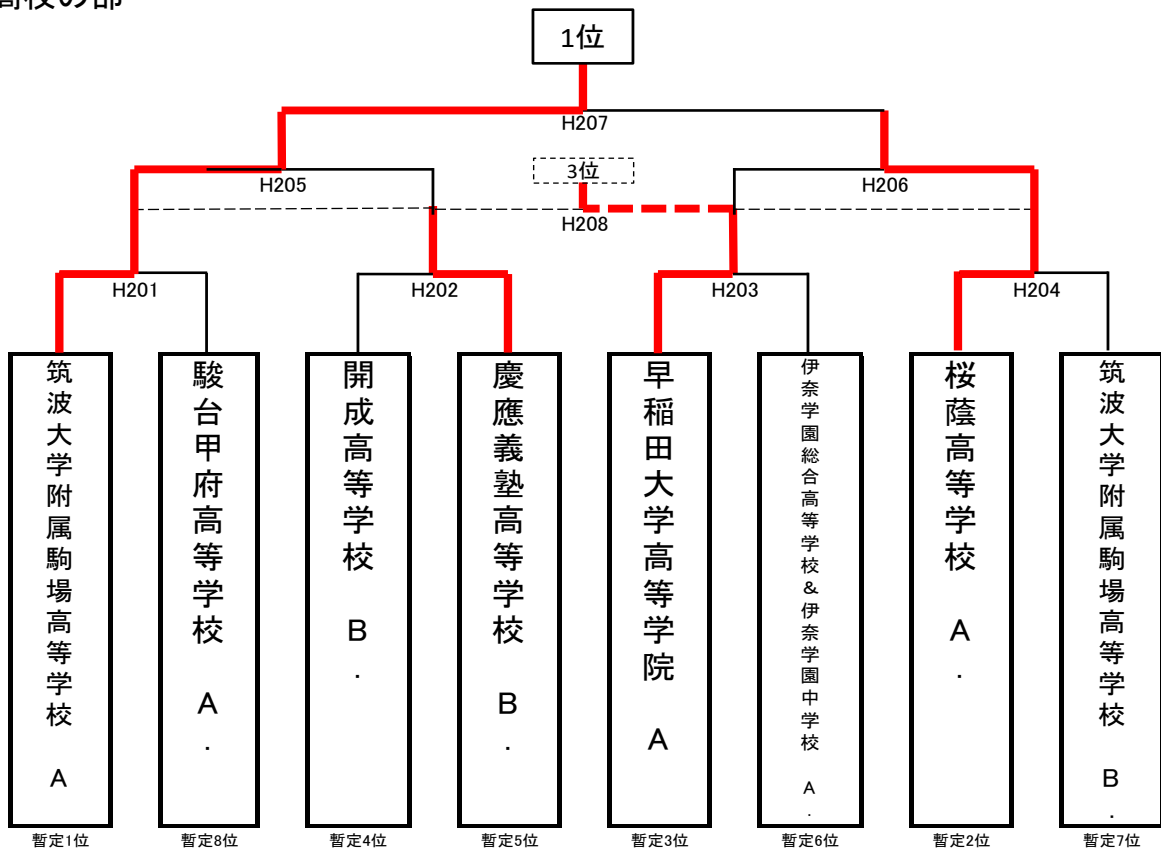 高校の部
1位
H207
H205
3位
H206
H208
H201
H202
H203
H204
筑波大学附属駒場高等学校 A
駿台甲府高等学校 A.
開成高等学校 B.
慶應義塾高等学校 B.
早稲田大学高等学院 A
伊奈学園総合高等学校&伊奈学園中学校 A.
桜蔭高等学校 A.
筑波大学附属駒場高等学校 B.
暫定1位
暫定8位
暫定4位
暫定5位
暫定3位
暫定6位
暫定2位
暫定7位